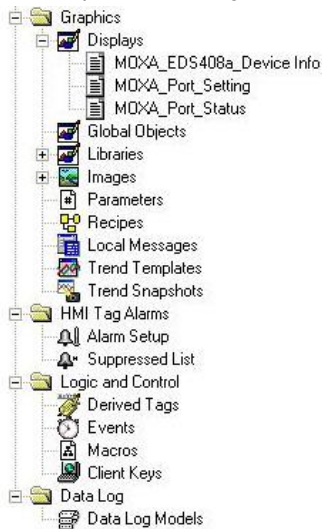 Graphics
Displays
MOXA_EDS408a_Device Info
MOXA_Port_Setting
MOXA_Port_Status
Global Objects
Libraries
Images
Parameters
Recipes
Local Messages
Trend Templates
Trend Snapshots
HMI Tag Alarms
Alarm Setup
Suppressed List
Logic and Control
Derived Tags
Events
Macros
Client Keys
Data Log
Data Log Models